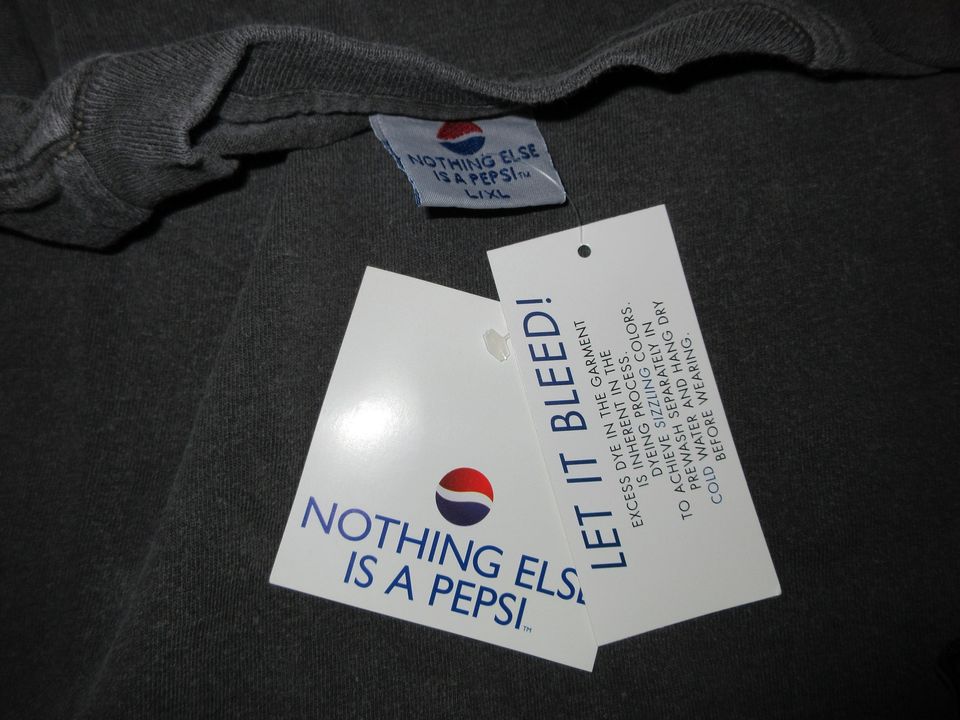 NOTHING ELSE
IS A PEPSI™
L/XL
NOTHING ELSE
IS A PEPSI™
LET IT BLEED!
EXCESS DYE IN THE GARMENT
IS INHERENT IN THE
DYEING PROCESS.
TO ACHIEVE SIZZLING COLORS.
PREWASH SEPARATELY IN
COLD WATER AND HANG DRY
BEFORE WEARING.